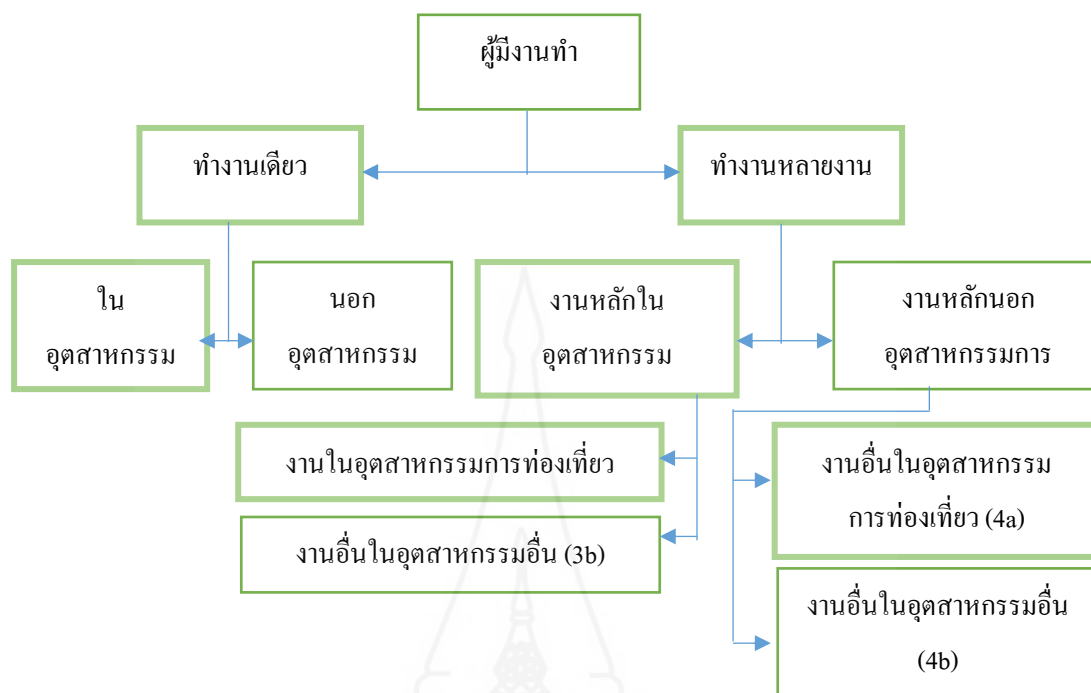 ผู้มีงานทำ
ทำงานเดียว
ทำงานหลายงาน
ใน
อุตสาหกรรม
นอก
อุตสาหกรรม
งานหลักใน
อุตสาหกรรม
งานหลักนอก
อุตสาหกรรมการ
งานในอุตสาหกรรมการท่องเที่ยว
งานอื่นในอุตสาหกรรมอื่น (3b)
งานอื่นในอุตสาหกรรม
การท่องเที่ยว (4a)
งานอื่นในอุตสาหกรรมอื่น
(4b)